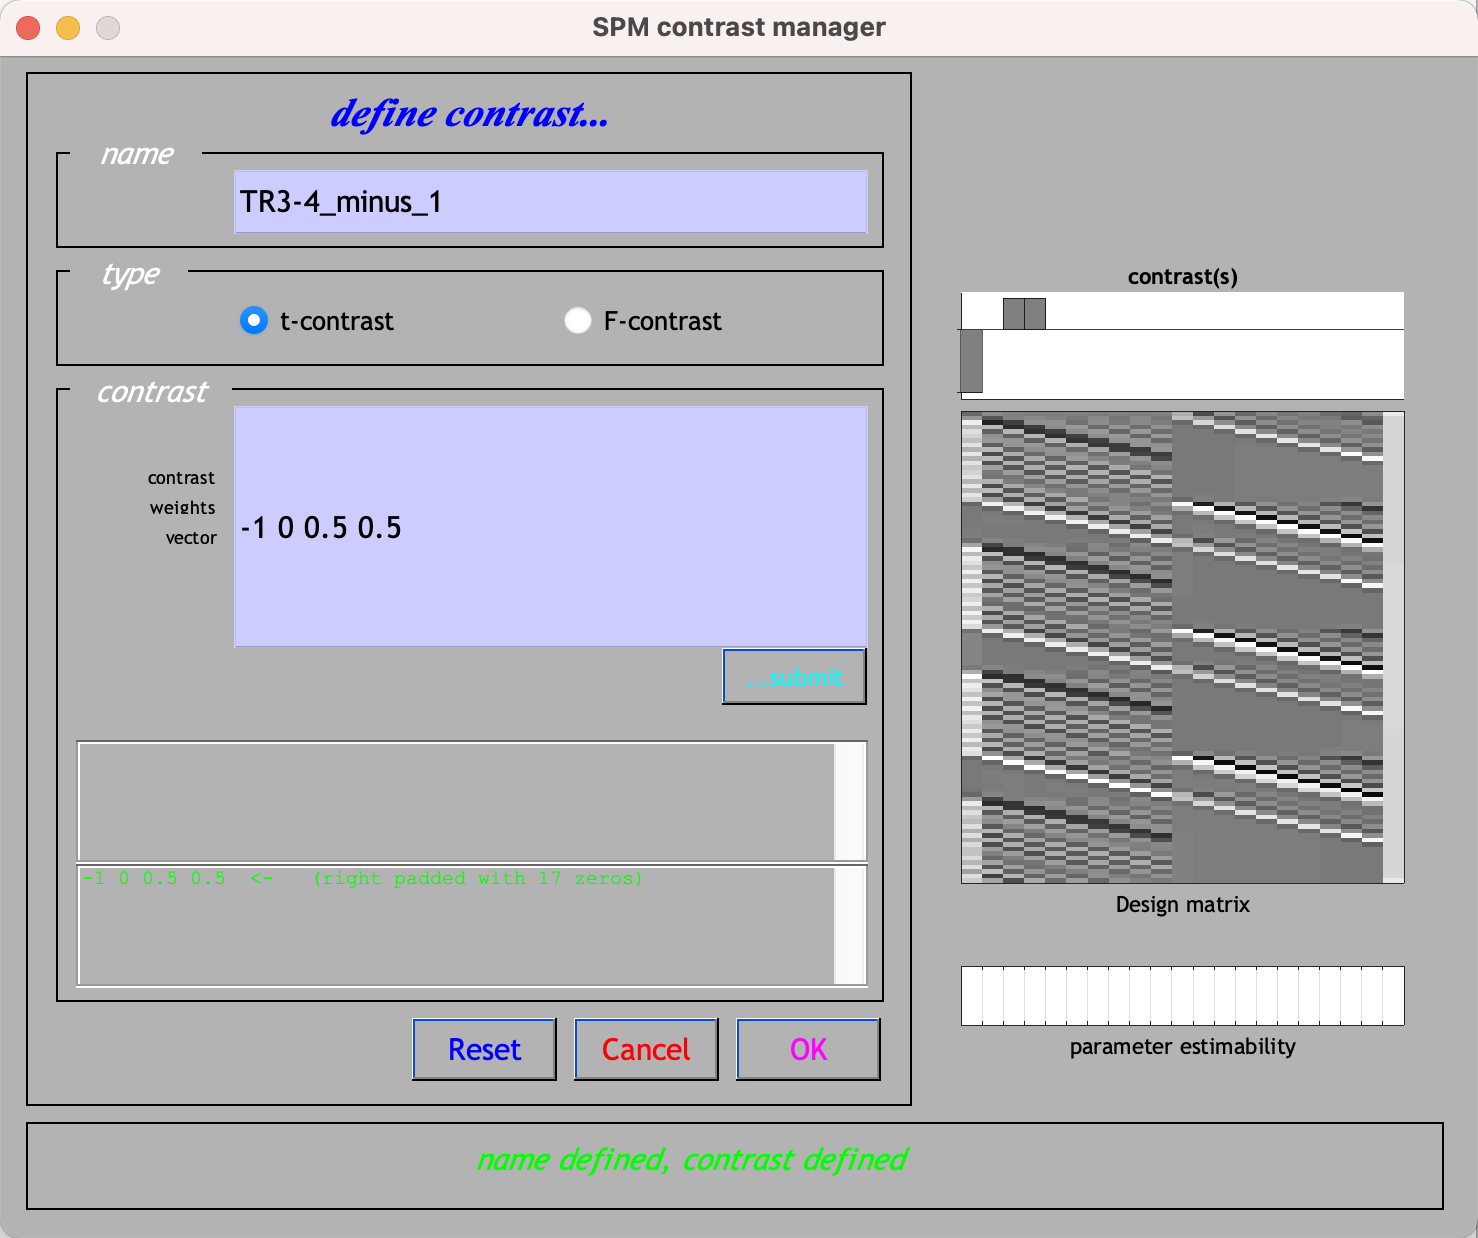 SPM contrast manager
define contrast...
name
TR3-4_minus_1
type
t-contrast
F-contrast
contrast
contrast
weights
vector
-1 0 0.5 0.5
...submit
-1 0 0.5 0.5 <- (right padded with 17 zeros)
Reset
Cancel
OK
contrast(s)
Design matrix
parameter estimability
name defined, contrast defined